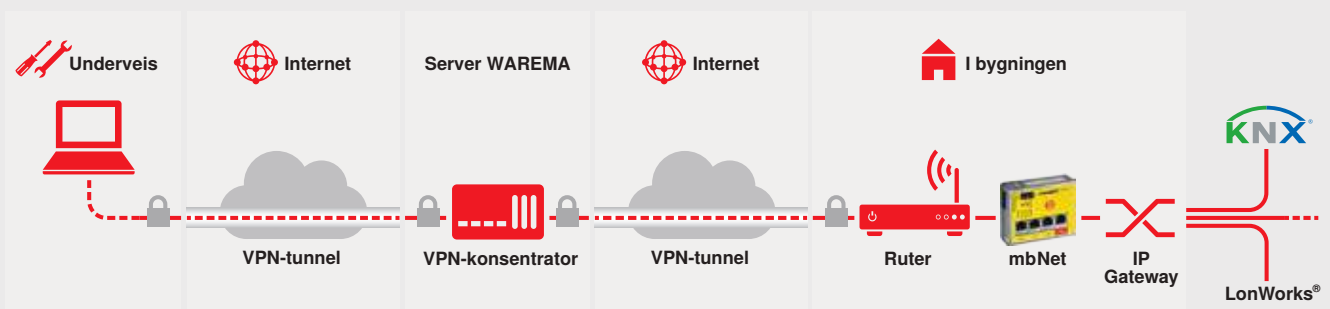 Underveis
Internet
Server WAREMA
Internet
I bygningen
KNX®
VPN-tunnel
VPN-konsentrator
VPN-tunnel
Ruter
mbNet
IP
Gateway
LonWorks®